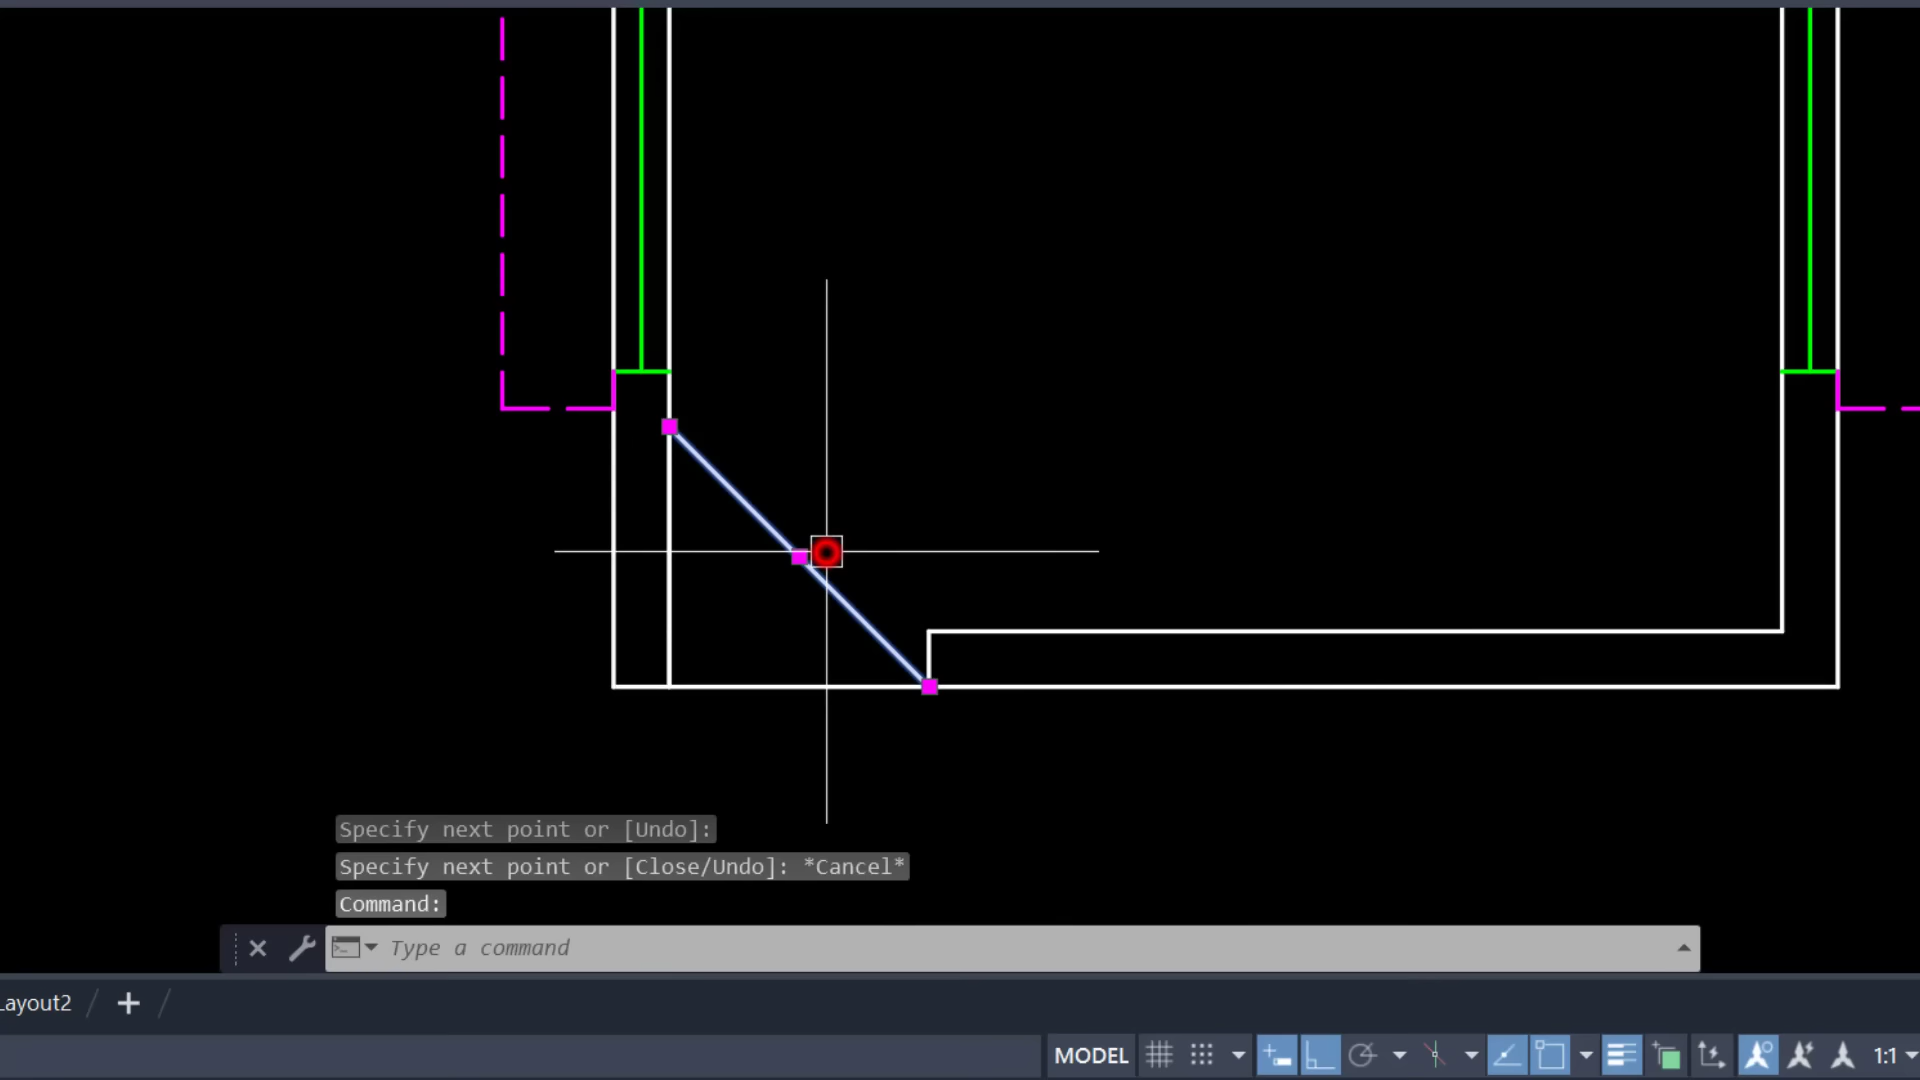 Specify next point or [Undo]:
Specify next point or [Close/Undo]: *Cancel*
Command:
Type a command
Layout2
MODEL
1:1